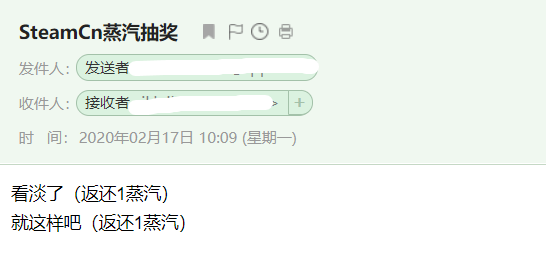 SteamCn蒸汽抽奖
发件人：发送者
收件人：接收者 >
时 间：2020年02月17日 10:09 (星期一)
看淡了（返还1蒸汽）
就这样吧（返还1蒸汽）